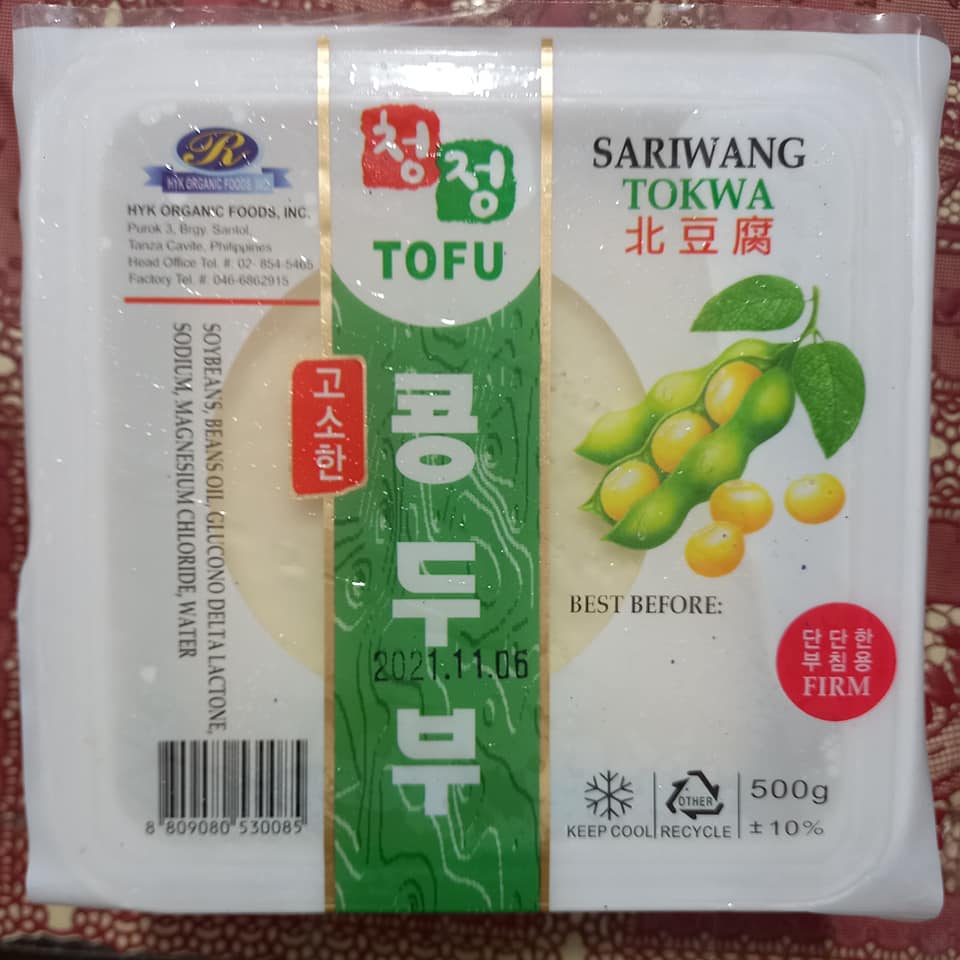 R
HYK ORGANIC FOODS, INC.
HYK ORGANIC FOODS, INC.
Purok 3, Brgy. Santol,
Tanza Cavite, Philippines
Head Office Tel. #: 02- 854-5465
Factory Tel. #: 046-6862915
SOYBEANS, BEANS OIL, GLUCONO DELTA LACTONE,
SODIUM, MAGNESIUM CHLORIDE, WATER
8 809080 530085
청정
TOFU
고소한
콩두부
2021.11.06
SARIWANG
TOKWA
北豆腐
BEST BEFORE:
단단한
부침용
FIRM
OTHER
KEEP COOL
RECYCLE
500g
±10%